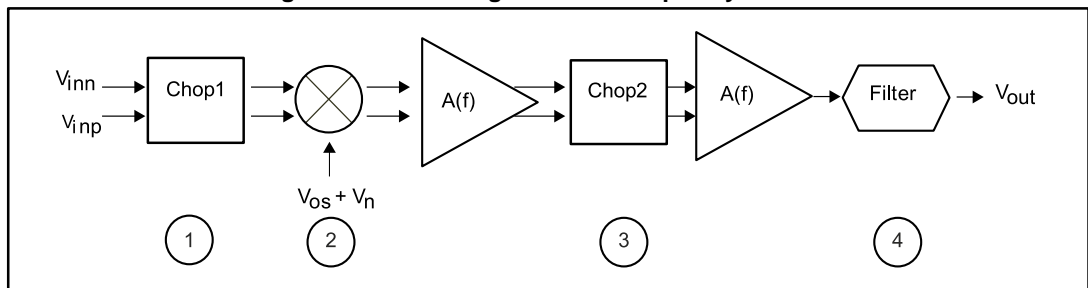 Vinn
Vinp
Chop1
Vos + Vn
A(f)
Chop2
A(f)
Filter
Vout
1
2
3
4